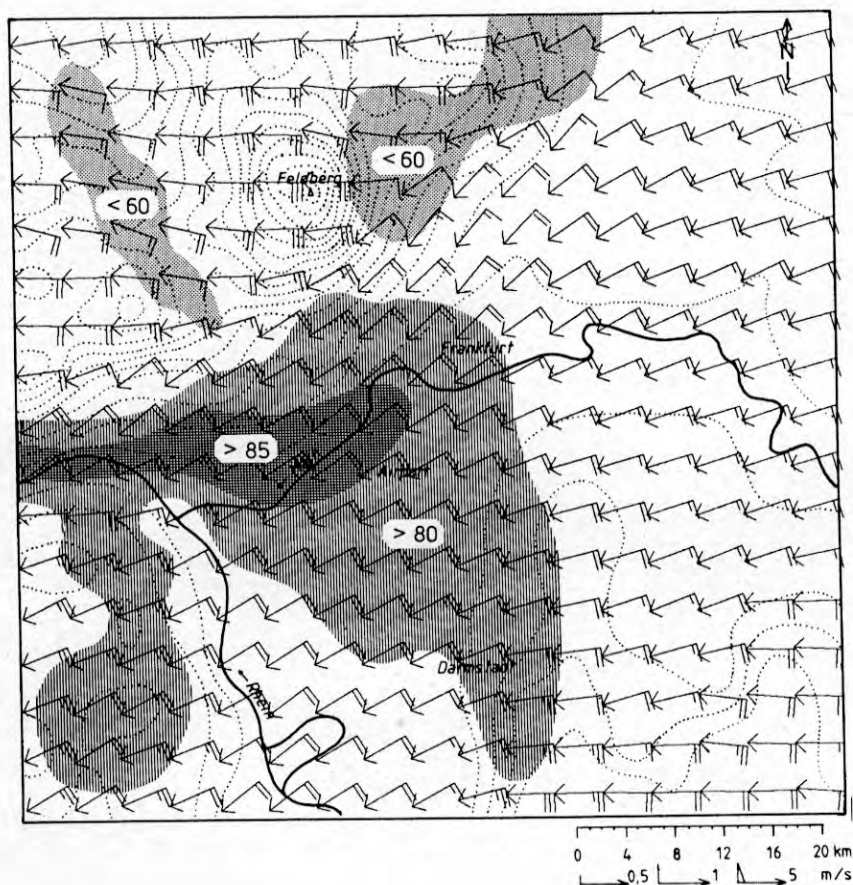 N
< 60
Feldberg
< 60
Frankfurt
> 85
Airport
> 80
Darmstadt
← Rhein
0 4 8 12 16 20 km
0,5 1 5 m/s